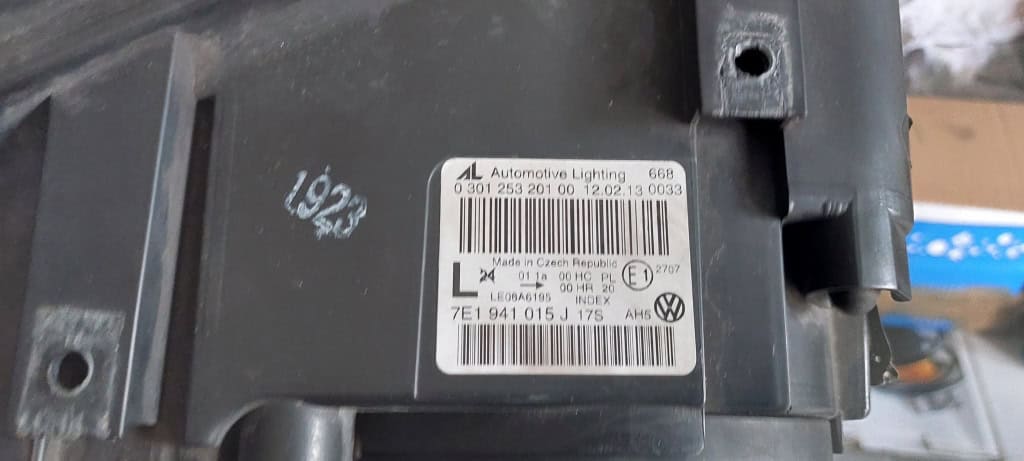 1923
AL Automotive Lighting 668
0 301 253 201 00 12.02.13 0033
Made in Czech Republic
L 01 1a 00 HC PL E1 2707
→ 00 HR 20
LE08A6195 INDEX
7E1 941 015 J 17S AH5 VW